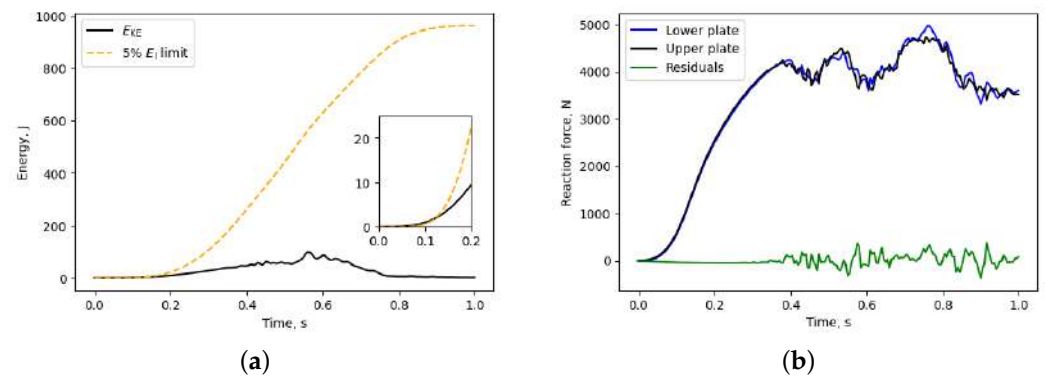 1000
800
600
400
200
0
Energy, J
E_KE
5% E_I limit
20
10
0
0.0 0.1 0.2
0.0 0.2 0.4 0.6 0.8 1.0
Time, s
(a)
5000
4000
3000
2000
1000
0
Reaction force, N
Lower plate
Upper plate
Residuals
0.0 0.2 0.4 0.6 0.8 1.0
Time, s
(b)